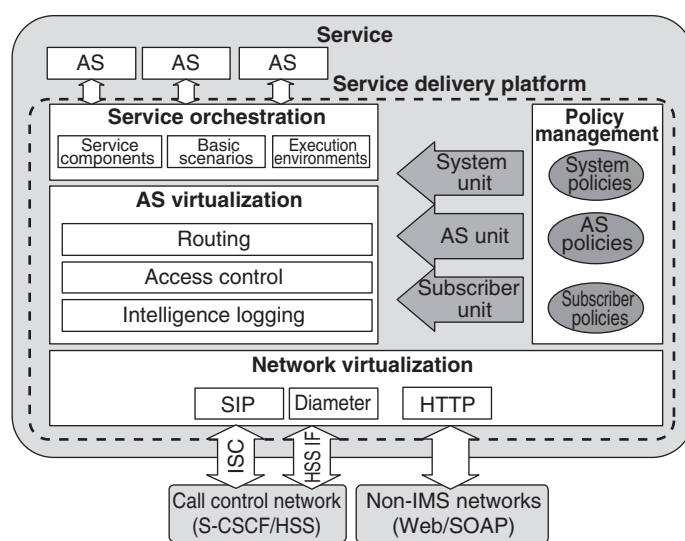 Service
AS
AS
AS
Service delivery platform
Service orchestration
Service
components
Basic
scenarios
Execution
environments
Policy
management
System
unit
System
policies
AS virtualization
Routing
Access control
Intelligence logging
AS unit
AS
policies
Subscriber
unit
Subscriber
policies
Network virtualization
SIP
Diameter
HTTP
ISC
HSS IF
Call control network
(S-CSCF/HSS)
Non-IMS networks
(Web/SOAP)